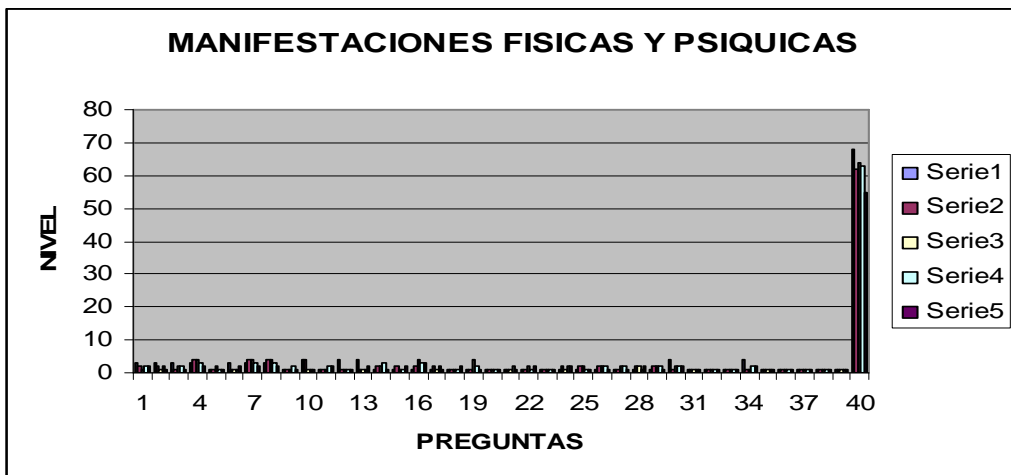 MANIFESTACIONES FISICAS Y PSIQUICAS
80
70
60
50
40
30
20
10
0
NIVEL
1 4 7 10 13 16 19 22 25 28 31 34 37 40
PREGUNTAS
Serie1
Serie2
Serie3
Serie4
Serie5